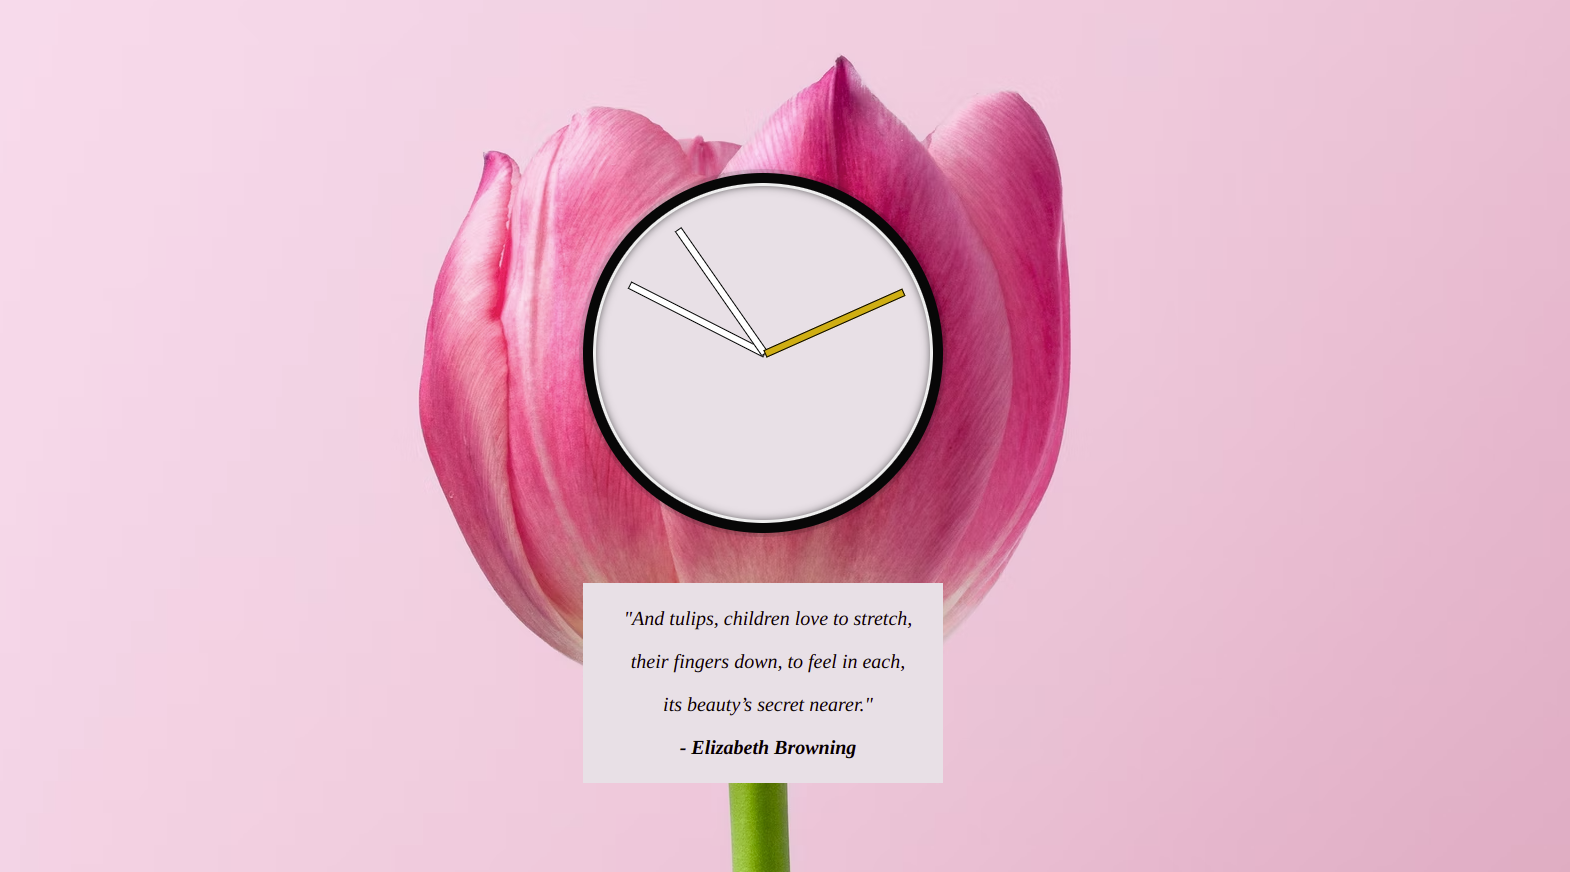 "And tulips, children love to stretch,
their fingers down, to feel in each,
its beauty’s secret nearer."
- Elizabeth Browning